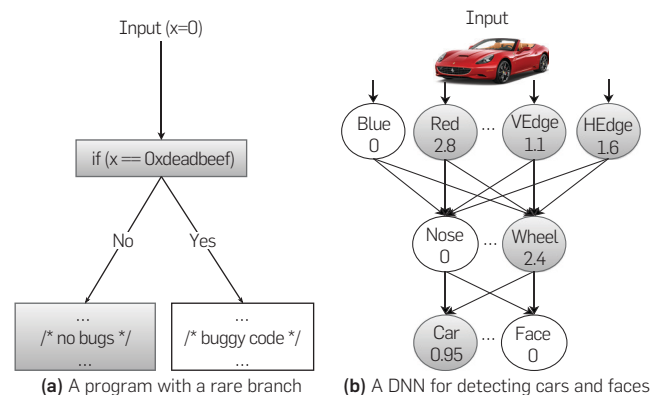 Input (x=0)
if (x == 0xdeadbeef)
No
Yes
...
/* no bugs */
...
...
/* buggy code */
...
(a) A program with a rare branch
Input
Blue
0
Red
2.8
...
VEdge
1.1
HEdge
1.6
Nose
0
...
Wheel
2.4
Car
0.95
...
Face
0
(b) A DNN for detecting cars and faces